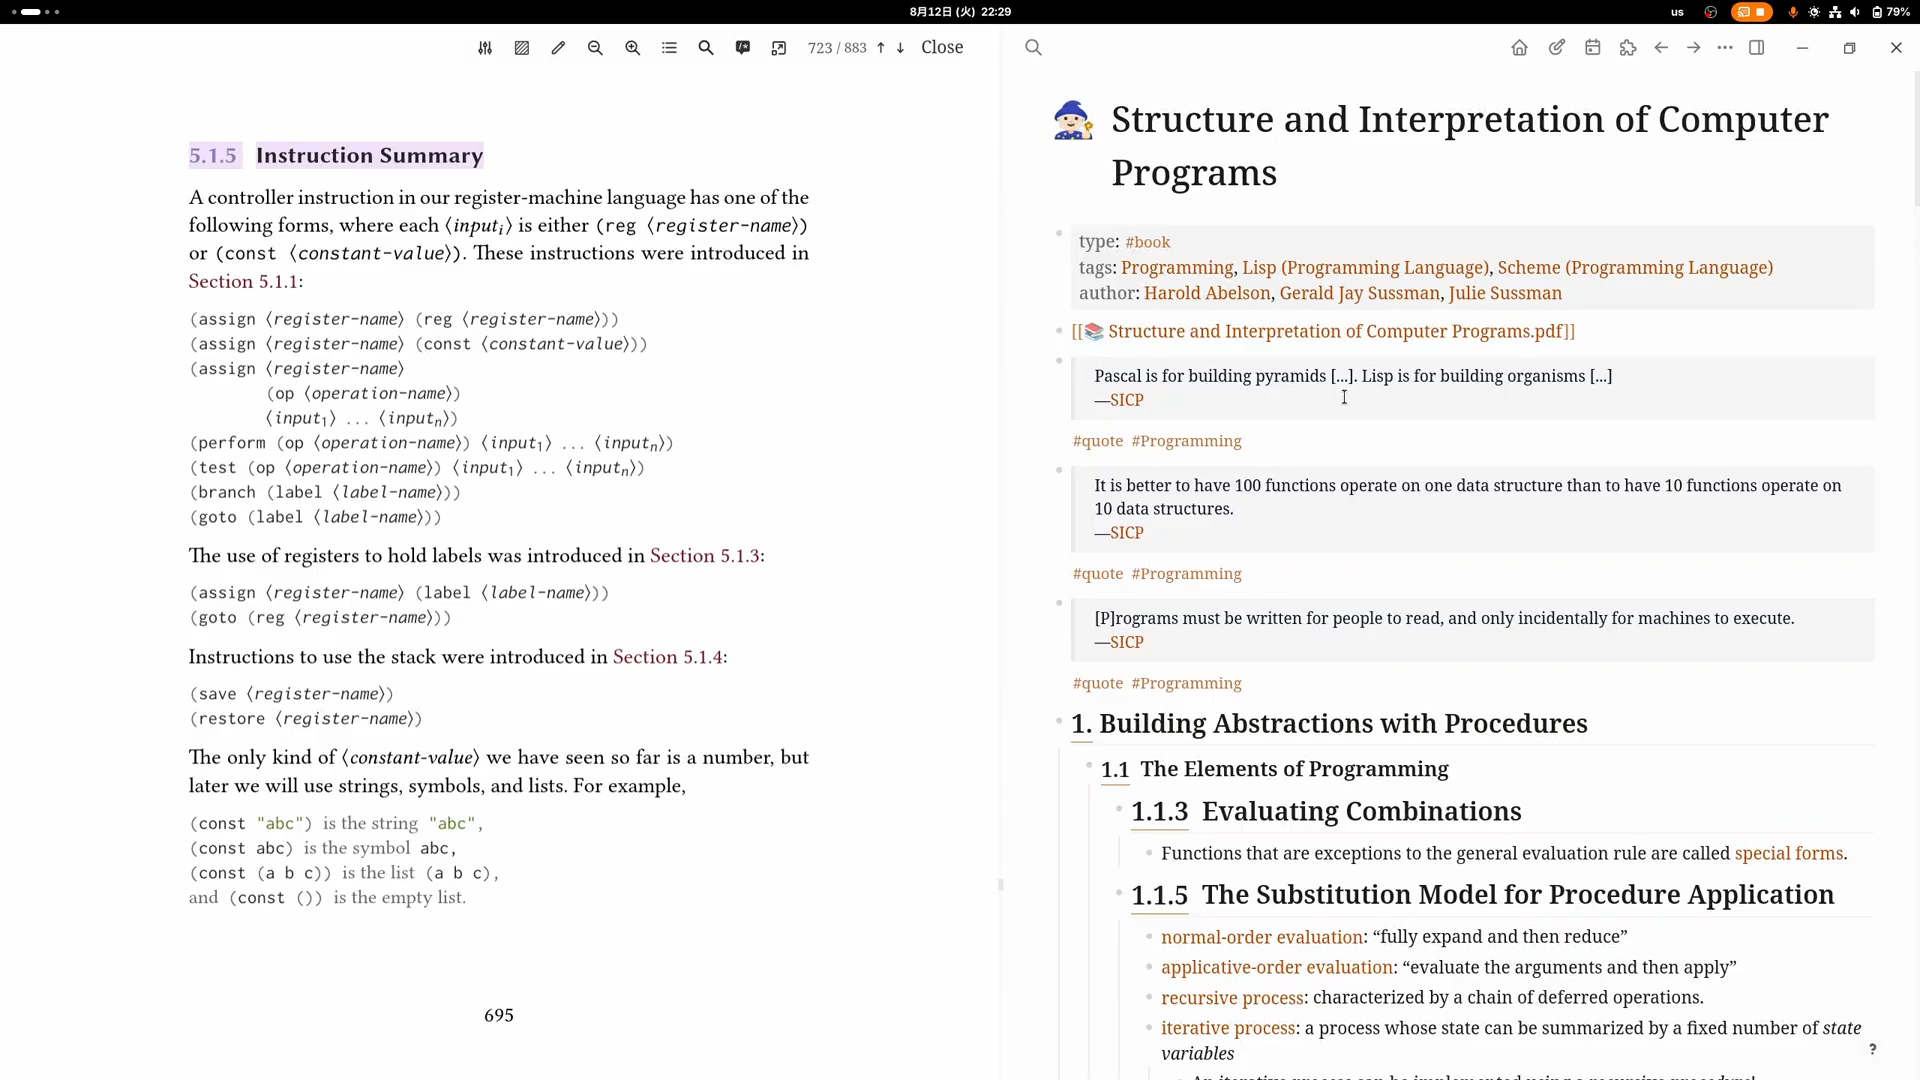 8月12日 (火) 22:29
us
79%
723 / 883 ↑ ↓ Close
5.1.5 Instruction Summary
A controller instruction in our register-machine language has one of the
following forms, where each ⟨inputᵢ⟩ is either (reg ⟨register-name⟩)
or (const ⟨constant-value⟩). These instructions were introduced in
Section 5.1.1:
(assign ⟨register-name⟩ (reg ⟨register-name⟩))
(assign ⟨register-name⟩ (const ⟨constant-value⟩))
(assign ⟨register-name⟩
(op ⟨operation-name⟩)
⟨input₁⟩ ... ⟨inputₙ⟩)
(perform (op ⟨operation-name⟩) ⟨input₁⟩ ... ⟨inputₙ⟩)
(test (op ⟨operation-name⟩) ⟨input₁⟩ ... ⟨inputₙ⟩)
(branch (label ⟨label-name⟩))
(goto (label ⟨label-name⟩))
The use of registers to hold labels was introduced in Section 5.1.3:
(assign ⟨register-name⟩ (label ⟨label-name⟩))
(goto (reg ⟨register-name⟩))
Instructions to use the stack were introduced in Section 5.1.4:
(save ⟨register-name⟩)
(restore ⟨register-name⟩)
The only kind of ⟨constant-value⟩ we have seen so far is a number, but
later we will use strings, symbols, and lists. For example,
(const "abc") is the string "abc",
(const abc) is the symbol abc,
(const (a b c)) is the list (a b c),
and (const ()) is the empty list.
695
Structure and Interpretation of Computer
Programs
type: #book
tags: Programming, Lisp (Programming Language), Scheme (Programming Language)
author: Harold Abelson, Gerald Jay Sussman, Julie Sussman
[[📚 Structure and Interpretation of Computer Programs.pdf]]
Pascal is for building pyramids [...]. Lisp is for building organisms [...]
—SICP
#quote #Programming
It is better to have 100 functions operate on one data structure than to have 10 functions operate on
10 data structures.
—SICP
#quote #Programming
[P]rograms must be written for people to read, and only incidentally for machines to execute.
—SICP
#quote #Programming
1. Building Abstractions with Procedures
1.1 The Elements of Programming
1.1.3 Evaluating Combinations
Functions that are exceptions to the general evaluation rule are called special forms.
1.1.5 The Substitution Model for Procedure Application
normal-order evaluation: “fully expand and then reduce”
applicative-order evaluation: “evaluate the arguments and then apply”
recursive process: characterized by a chain of deferred operations.
iterative process: a process whose state can be summarized by a fixed number of state
variables
?